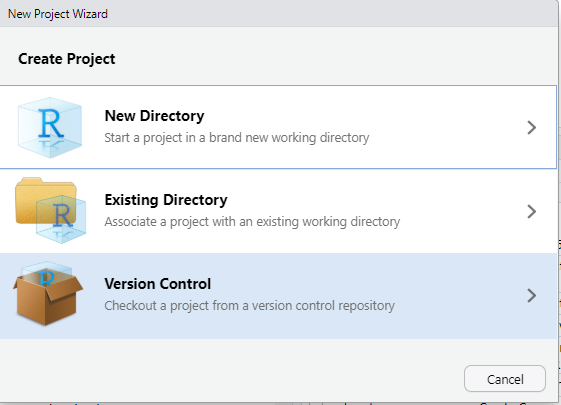 New Project Wizard
Create Project
New Directory
Start a project in a brand new working directory
Existing Directory
Associate a project with an existing working directory
Version Control
Checkout a project from a version control repository
Cancel